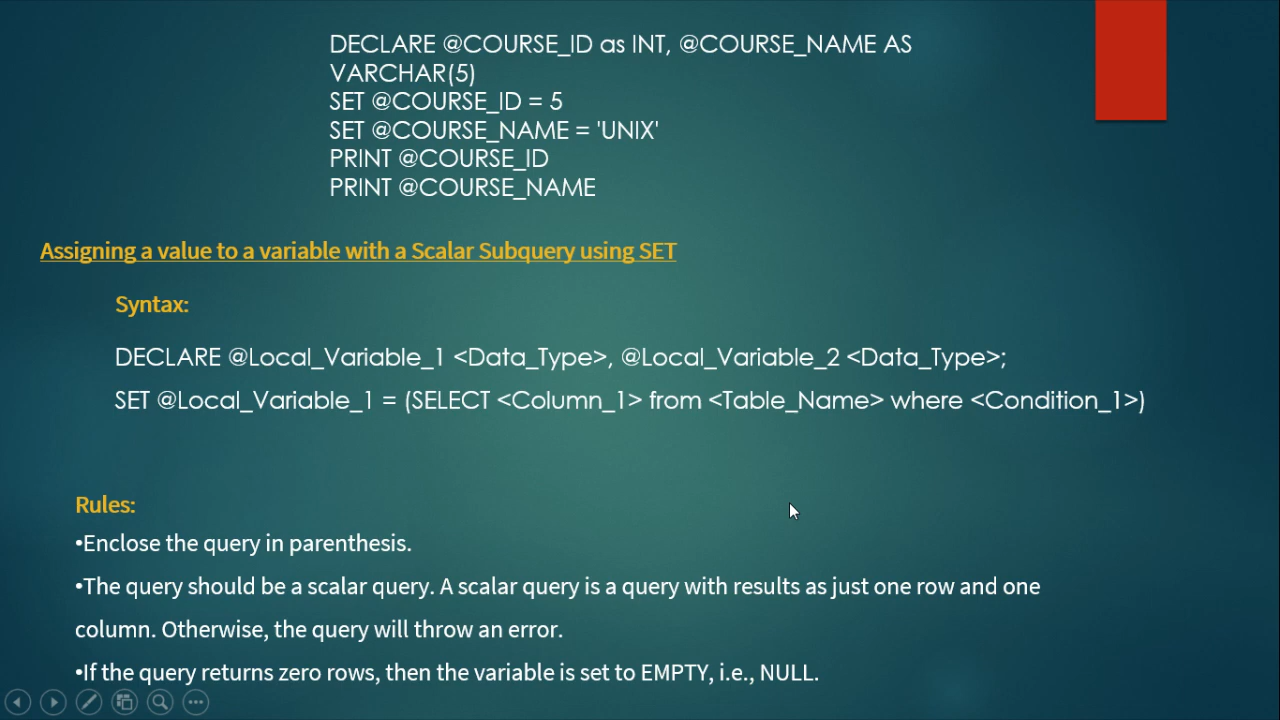 DECLARE @COURSE_ID as INT, @COURSE_NAME AS
VARCHAR(5)
SET @COURSE_ID = 5
SET @COURSE_NAME = 'UNIX'
PRINT @COURSE_ID
PRINT @COURSE_NAME
Assigning a value to a variable with a Scalar Subquery using SET
Syntax:
DECLARE @Local_Variable_1 <Data_Type>, @Local_Variable_2 <Data_Type>;
SET @Local_Variable_1 = (SELECT <Column_1> from <Table_Name> where <Condition_1>)
Rules:
•Enclose the query in parenthesis.
•The query should be a scalar query. A scalar query is a query with results as just one row and one
column. Otherwise, the query will throw an error.
•If the query returns zero rows, then the variable is set to EMPTY, i.e., NULL.